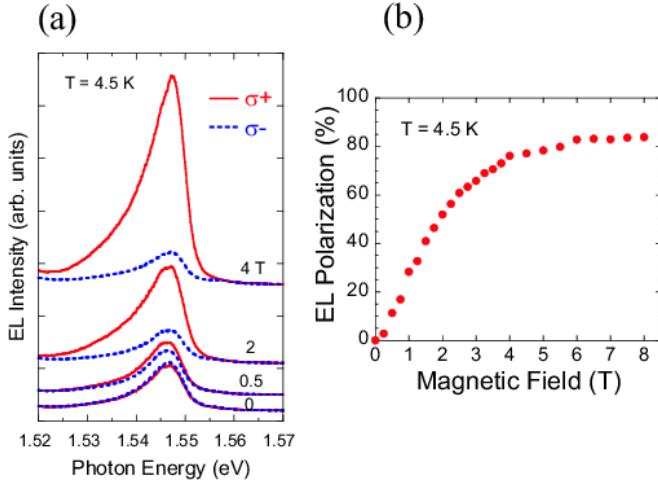 (a)
T = 4.5 K
σ+
σ-
4 T
2
0.5
0
EL Intensity (arb. units)
1.52 1.53 1.54 1.55 1.56 1.57
Photon Energy (eV)
(b)
T = 4.5 K
100
80
60
40
20
0
EL Polarization (%)
0 1 2 3 4 5 6 7 8
Magnetic Field (T)